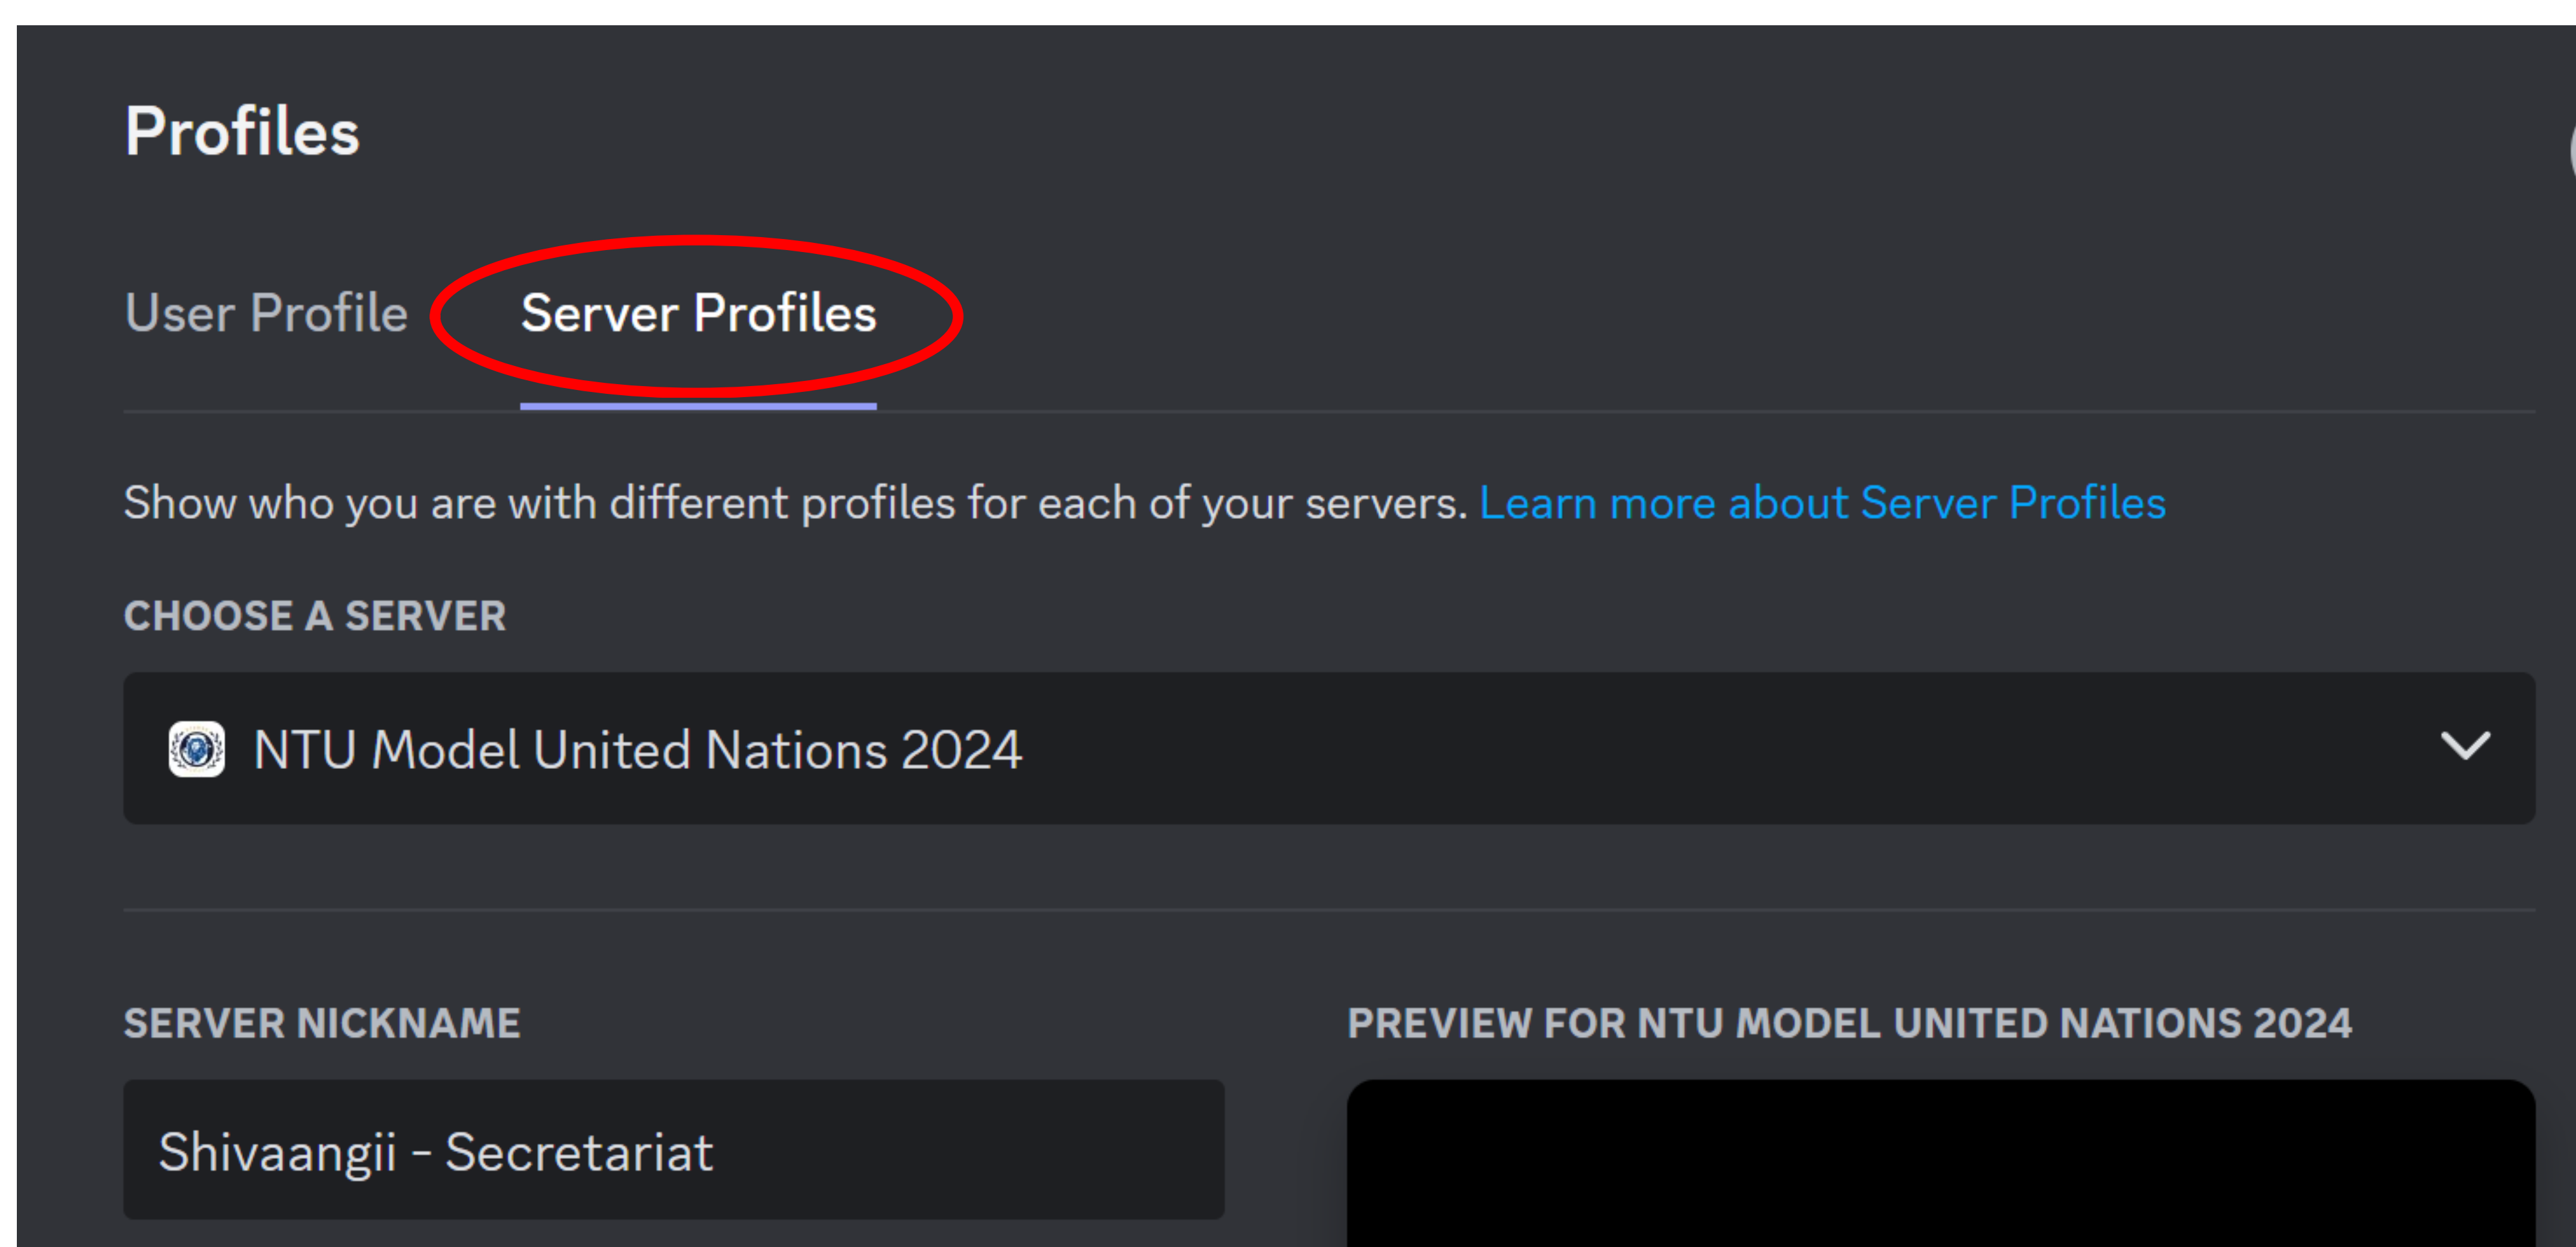 Profiles
User Profile Server Profiles
Show who you are with different profiles for each of your servers. Learn more about Server Profiles
CHOOSE A SERVER
NTU Model United Nations 2024
SERVER NICKNAME
Shivaangii - Secretariat
PREVIEW FOR NTU MODEL UNITED NATIONS 2024